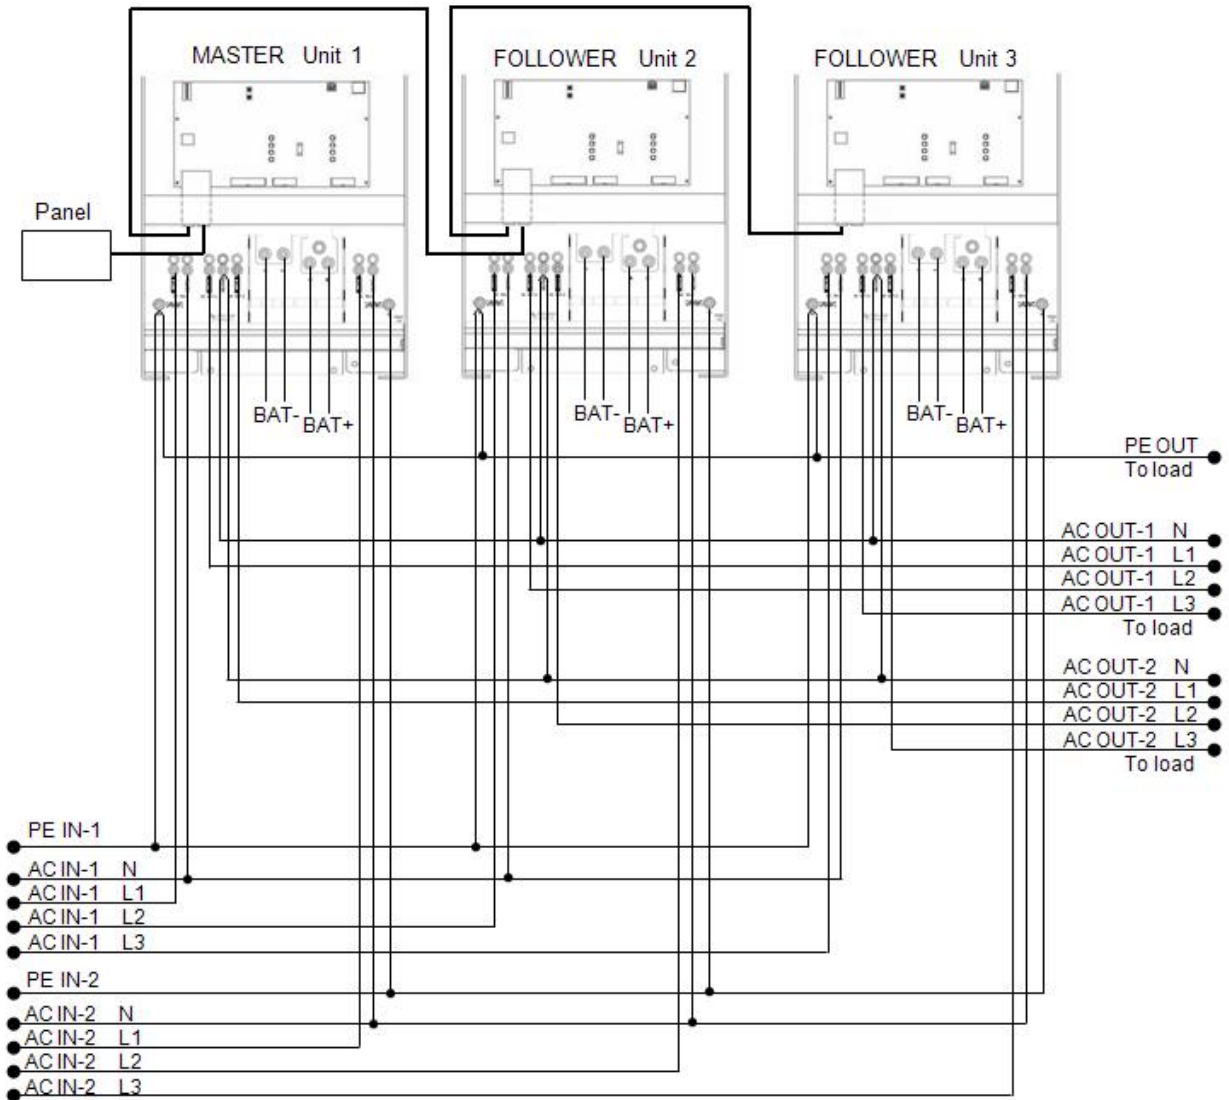 MASTER Unit 1
FOLLOWER Unit 2
FOLLOWER Unit 3
Panel
BAT-
BAT+
BAT-
BAT+
BAT-
BAT+
PE OUT
To load
AC OUT-1 N
AC OUT-1 L1
AC OUT-1 L2
AC OUT-1 L3
To load
AC OUT-2 N
AC OUT-2 L1
AC OUT-2 L2
AC OUT-2 L3
To load
PE IN-1
AC IN-1 N
AC IN-1 L1
AC IN-1 L2
AC IN-1 L3
PE IN-2
AC IN-2 N
AC IN-2 L1
AC IN-2 L2
AC IN-2 L3